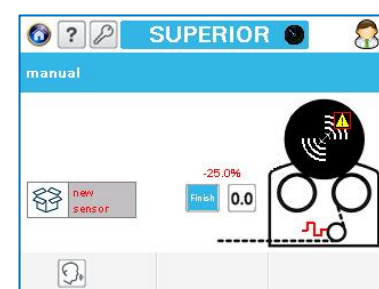 ? SUPERIOR
manual
-25.0%
new
sensor
Finish 0.0
!